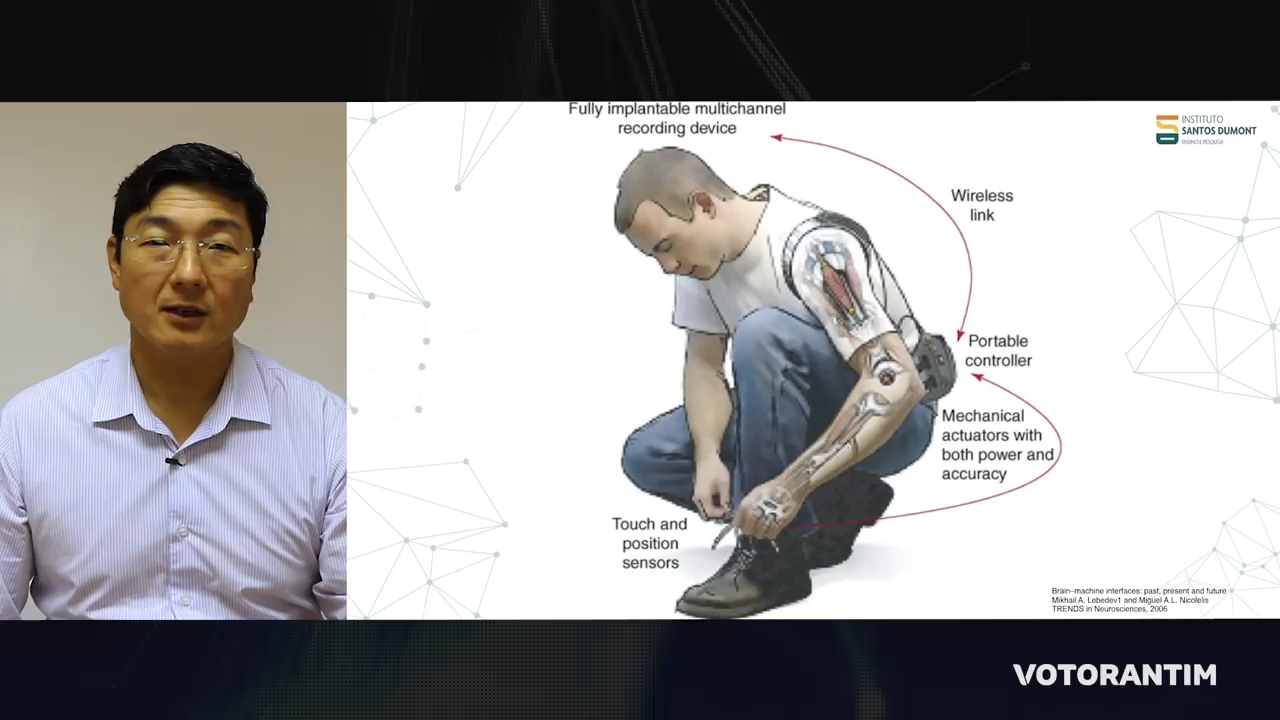 Fully implantable multichannel
recording device
INSTITUTO
SANTOS DUMONT
ENSINO E PESQUISA
Wireless
link
Portable
controller
Mechanical
actuators with
both power and
accuracy
Touch and
position
sensors
Brain–machine interfaces: past, present and future
Mikhail A. Lebedev1 and Miguel A.L. Nicolelis
TRENDS in Neurosciences, 2006
VOTORANTIM